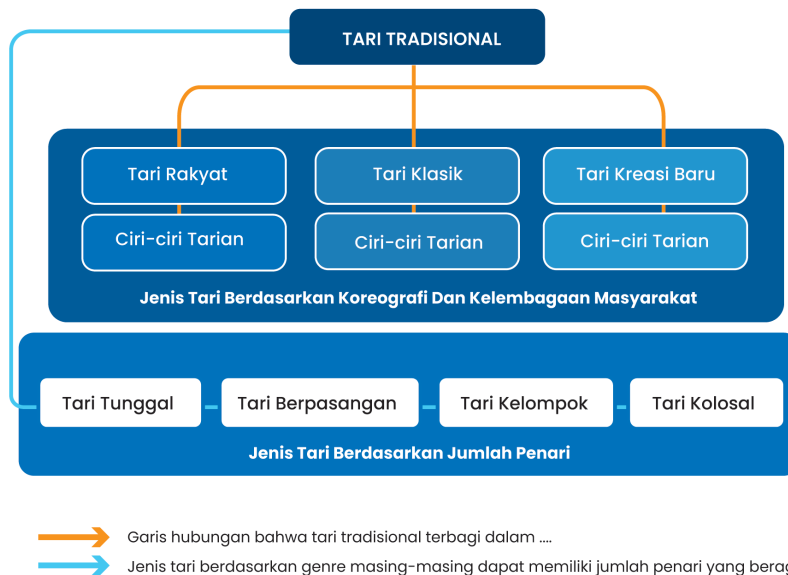 TARI TRADISIONAL
Tari Rakyat
Tari Klasik
Tari Kreasi Baru
Ciri-ciri Tarian
Ciri-ciri Tarian
Ciri-ciri Tarian
Jenis Tari Berdasarkan Koreografi Dan Kelembagaan Masyarakat
Tari Tunggal
Tari Berpasangan
Tari Kelompok
Tari Kolosal
Jenis Tari Berdasarkan Jumlah Penari
Garis hubungan bahwa tari tradisional terbagi dalam ....
Jenis tari berdasarkan genre masing-masing dapat memiliki jumlah penari yang